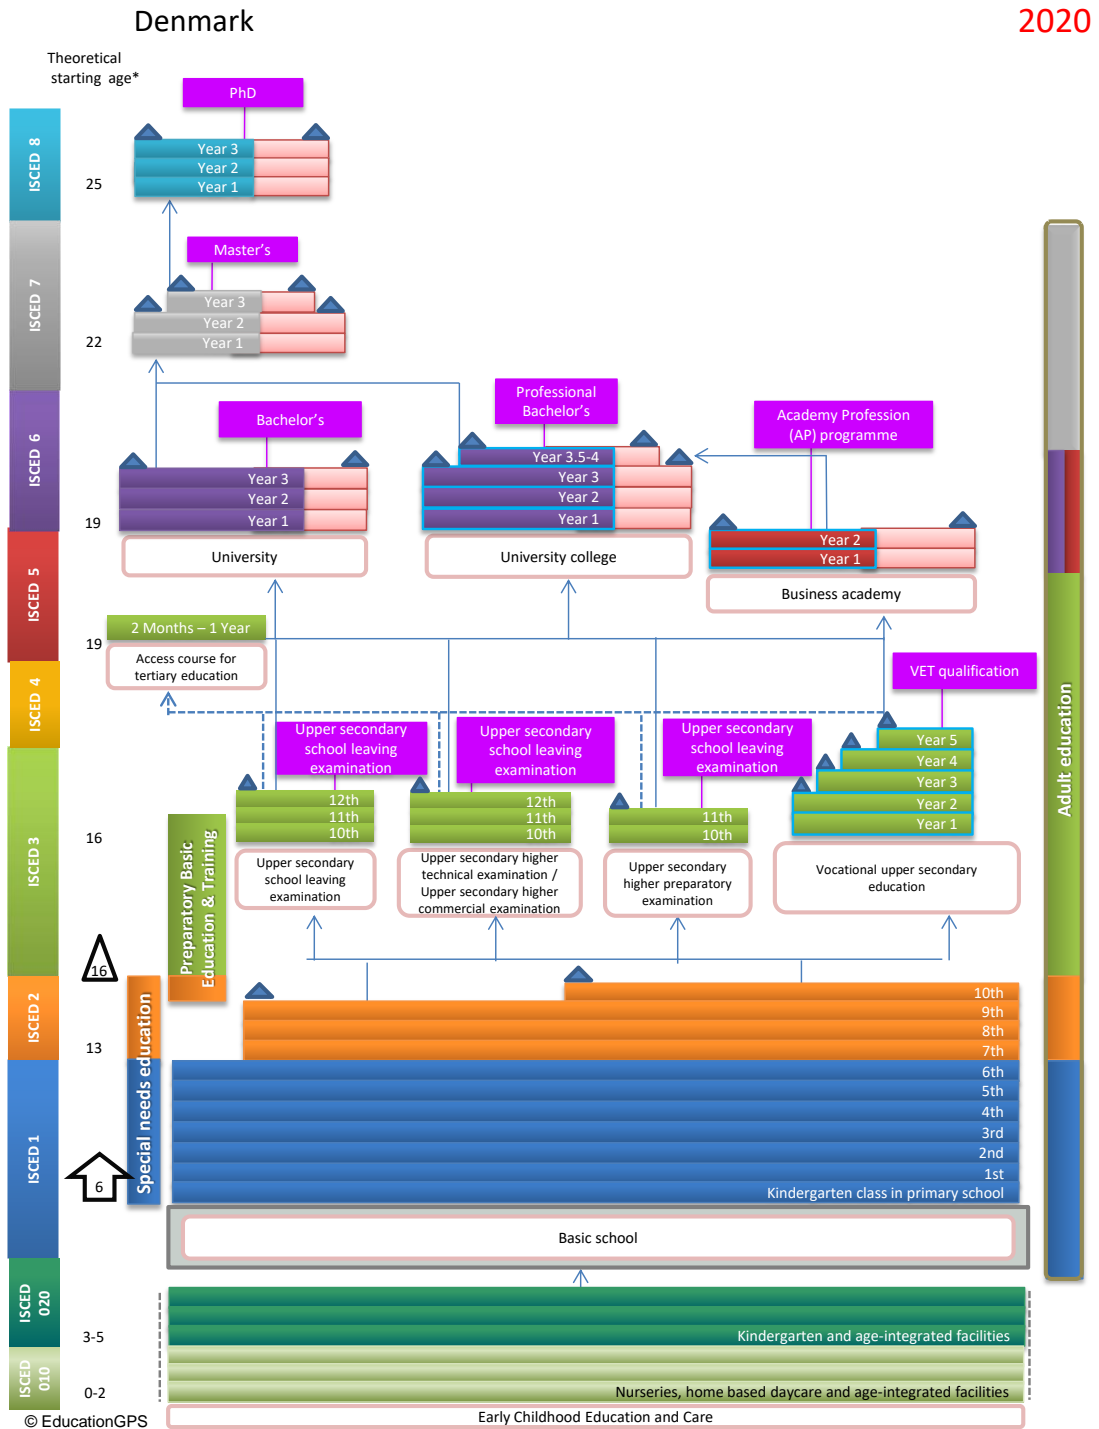 Denmark
2020
Theoretical
starting age*
PhD
ISCED 8
Year 3
Year 2
Year 1
25
Master's
ISCED 7
Year 3
Year 2
Year 1
22
Bachelor's
Professional
Bachelor's
Academy Profession
(AP) programme
ISCED 6
Year 3
Year 2
Year 1
Year 3.5-4
Year 3
Year 2
Year 1
19
Year 2
Year 1
University
University college
Business academy
ISCED 5
2 Months – 1 Year
19
Access course for
tertiary education
VET qualification
ISCED 4
Upper secondary
school leaving
examination
Upper secondary
school leaving
examination
Upper secondary
school leaving
examination
Year 5
Year 4
Year 3
Year 2
Year 1
Adult education
12th
11th
10th
12th
11th
10th
11th
10th
16
ISCED 3
Preparatory Basic
Education & Training
Upper secondary
school leaving
examination
Upper secondary higher
technical examination /
Upper secondary higher
commercial examination
Upper secondary
higher preparatory
examination
Vocational upper secondary
education
16
ISCED 2
13
Special needs education
10th
9th
8th
7th
6th
5th
4th
3rd
2nd
1st
Kindergarten class in primary school
ISCED 1
6
Basic school
ISCED
020
3-5
Kindergarten and age-integrated facilities
ISCED
010
0-2
Nurseries, home based daycare and age-integrated facilities
Early Childhood Education and Care
© EducationGPS